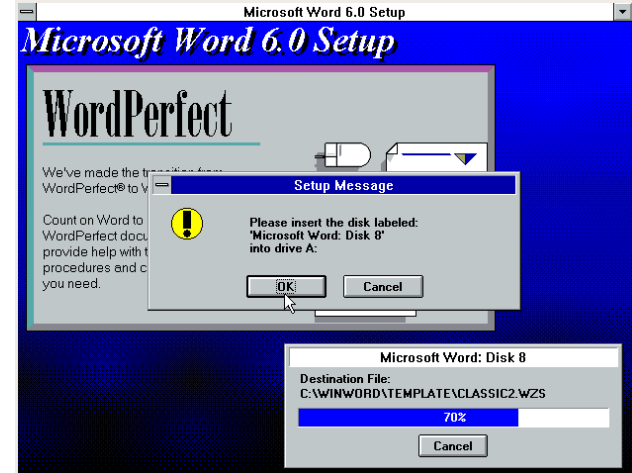 Microsoft Word 6.0 Setup
Microsoft Word 6.0 Setup
WordPerfect
We've made the transition from
WordPerfect® to
Count on Word to
WordPerfect docu
provide help with t
procedures and c
you need.
Setup Message
Please insert the disk labeled:
'Microsoft Word: Disk 8'
into drive A:
OK
Cancel
Microsoft Word: Disk 8
Destination File:
C:\WINWORD\TEMPLATE\CLASSIC2.WZS
70%
Cancel